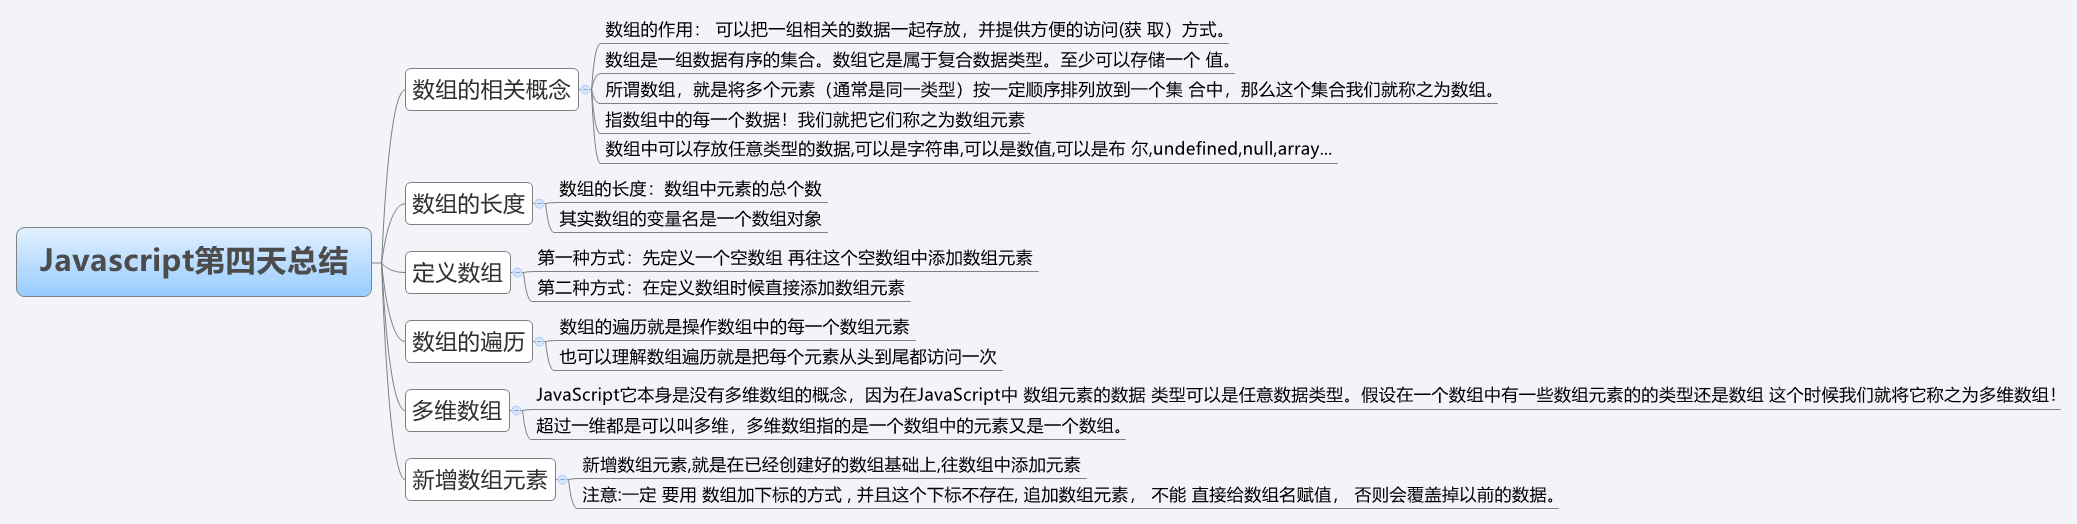 Javascript第四天总结
数组的相关概念
数组的作用： 可以把一组相关的数据一起存放，并提供方便的访问(获 取）方式。
数组是一组数据有序的集合。数组它是属于复合数据类型。至少可以存储一个 值。
所谓数组，就是将多个元素（通常是同一类型）按一定顺序排列放到一个集 合中，那么这个集合我们就称之为数组。
指数组中的每一个数据！我们就把它们称之为数组元素
数组中可以存放任意类型的数据,可以是字符串,可以是数值,可以是布 尔,undefined,null,array...
数组的长度
数组的长度：数组中元素的总个数
其实数组的变量名是一个数组对象
定义数组
第一种方式：先定义一个空数组 再往这个空数组中添加数组元素
第二种方式：在定义数组时候直接添加数组元素
数组的遍历
数组的遍历就是操作数组中的每一个数组元素
也可以理解数组遍历就是把每个元素从头到尾都访问一次
多维数组
JavaScript它本身是没有多维数组的概念，因为在JavaScript中 数组元素的数据 类型可以是任意数据类型。假设在一个数组中有一些数组元素的的类型还是数组 这个时候我们就将它称之为多维数组！
超过一维都是可以叫多维，多维数组指的是一个数组中的元素又是一个数组。
新增数组元素
新增数组元素,就是在已经创建好的数组基础上,往数组中添加元素
注意:一定 要用 数组加下标的方式 , 并且这个下标不存在, 追加数组元素， 不能 直接给数组名赋值， 否则会覆盖掉以前的数据。